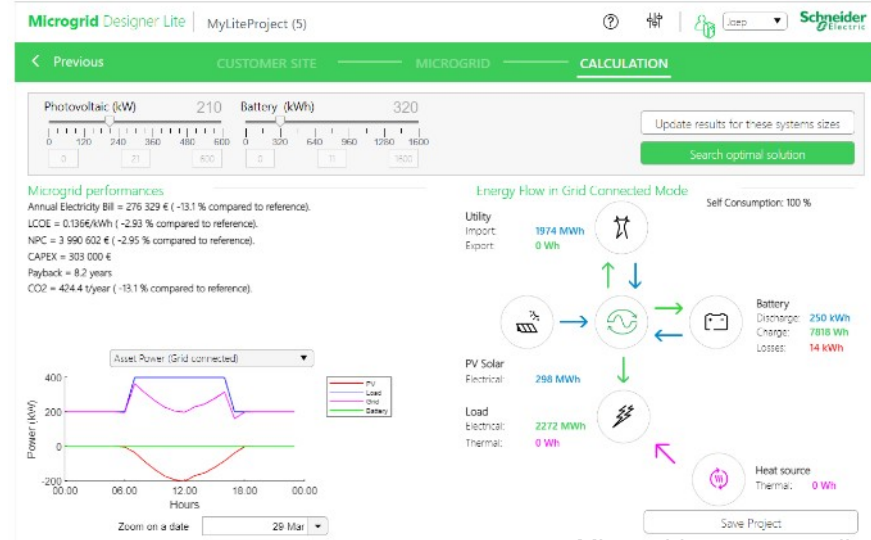 Microgrid Designer Lite MyLiteProject (5)
Joep
Schneider
Electric
Previous
CUSTOMER SITE
MICROGRID
CALCULATION
Photovoltaic (kW) 210
Battery (kWh) 320
0 120 240 360 480 600
0 320 640 960 1280 1600
0 21 600
0 11 1600
Update results for these systems sizes
Search optimal solution
Microgrid performances
Annual Electricity Bill = 276 329 € ( -13.1 % compared to reference).
LCOE = 0.136€/kWh ( -2.93 % compared to reference).
NPC = 3 990 602 € ( -2.95 % compared to reference).
CAPEX = 303 000 €
Payback = 8.2 years
CO2 = 424.4 t/year ( -13.1 % compared to reference).
Energy Flow in Grid Connected Mode
Self Consumption: 100 %
Utility
Import: 1974 MWh
Export: 0 Wh
Battery
Discharge: 250 kWh
Charge: 7818 Wh
Losses: 14 kWh
PV Solar
Electrical: 298 MWh
Load
Electrical: 2272 MWh
Thermal: 0 Wh
Heat source
Thermal: 0 Wh
Asset Power (Grid connected)
PV
Load
Grid
Battery
Power (kW)
400
200
0
-200
00:00 06:00 12:00 18:00 00:00
Hours
Zoom on a date 29 Mar
Save Project